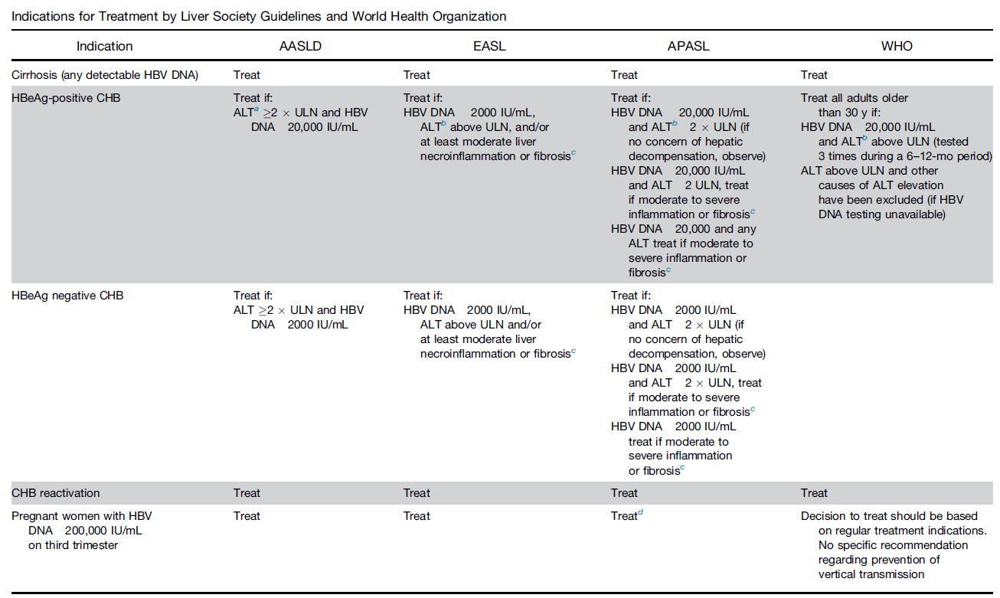 Indications for Treatment by Liver Society Guidelines and World Health Organization
Indication AASLD EASL APASL WHO
Cirrhosis (any detectable HBV DNA) Treat Treat Treat Treat
HBeAg-positive CHB
Treat if:
ALTa ≥2 × ULN and HBV
DNA 20,000 IU/mL
Treat if:
HBV DNA 2000 IU/mL,
ALTb above ULN, and/or
at least moderate liver
necroinflammation or fibrosisc
Treat if:
HBV DNA 20,000 IU/mL
and ALTb 2 × ULN (if
no concern of hepatic
decompensation, observe)
HBV DNA 20,000 IU/mL
and ALT 2 ULN, treat
if moderate to severe
inflammation or fibrosisc
HBV DNA 20,000 and any
ALT treat if moderate to
severe inflammation or
fibrosisc
Treat all adults older
than 30 y if:
HBV DNA 20,000 IU/mL
and ALTb above ULN (tested
3 times during a 6–12-mo period)
ALT above ULN and other
causes of ALT elevation
have been excluded (if HBV
DNA testing unavailable)
HBeAg negative CHB
Treat if:
ALT ≥2 × ULN and HBV
DNA 2000 IU/mL
Treat if:
HBV DNA 2000 IU/mL,
ALT above ULN and/or
at least moderate liver
necroinflammation or fibrosisc
Treat if:
HBV DNA 2000 IU/mL
and ALT 2 × ULN (if
no concern of hepatic
decompensation, observe)
HBV DNA 2000 IU/mL
and ALT 2 × ULN, treat
if moderate to severe
inflammation or fibrosisc
HBV DNA 2000 IU/mL
treat if moderate to
severe inflammation
or fibrosisc
CHB reactivation Treat Treat Treat Treat
Pregnant women with HBV
DNA 200,000 IU/mL
on third trimester
Treat
Treat
Treatd
Decision to treat should be based
on regular treatment indications.
No specific recommendation
regarding prevention of
vertical transmission